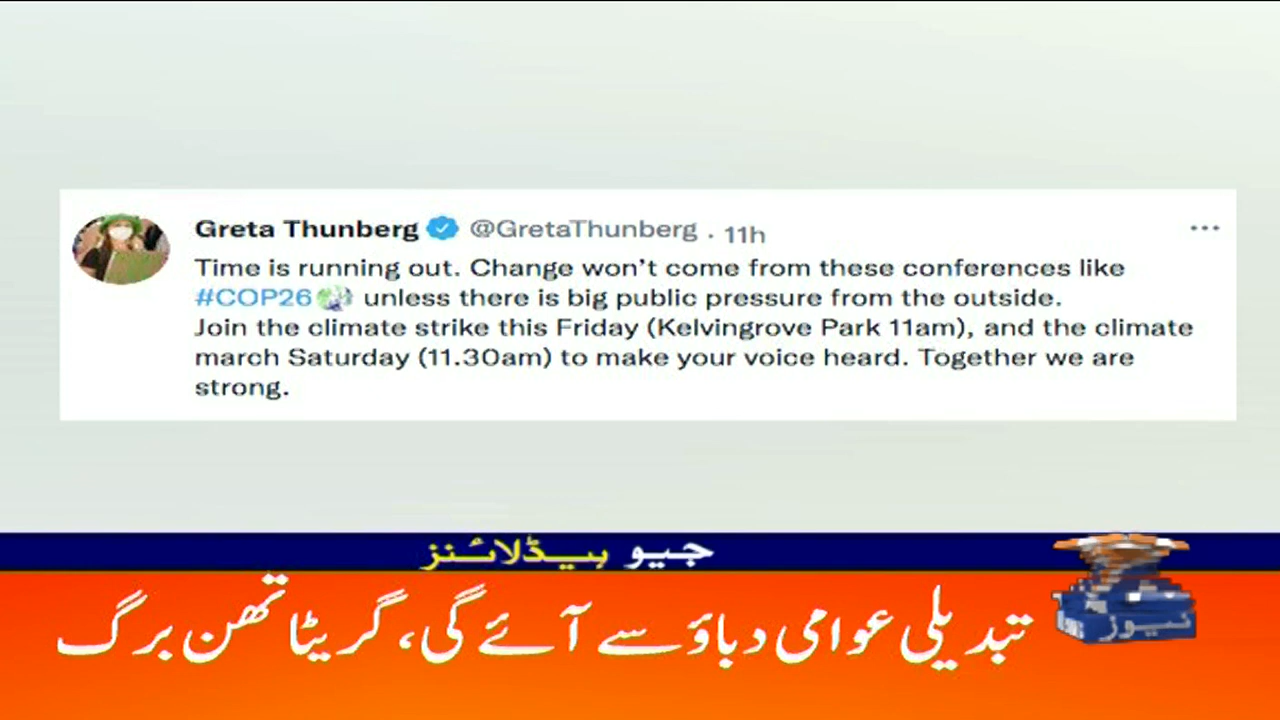 Greta Thunberg @GretaThunberg . 11h
Time is running out. Change won't come from these conferences like
#COP26 unless there is big public pressure from the outside.
Join the climate strike this Friday (Kelvingrove Park 11am), and the climate
march Saturday (11.30am) to make your voice heard. Together we are
strong.
جیو ہیڈلائنز
تبدیلی عوامی دباؤ سے آئے گی، گریٹا تھن برگ
نیوز